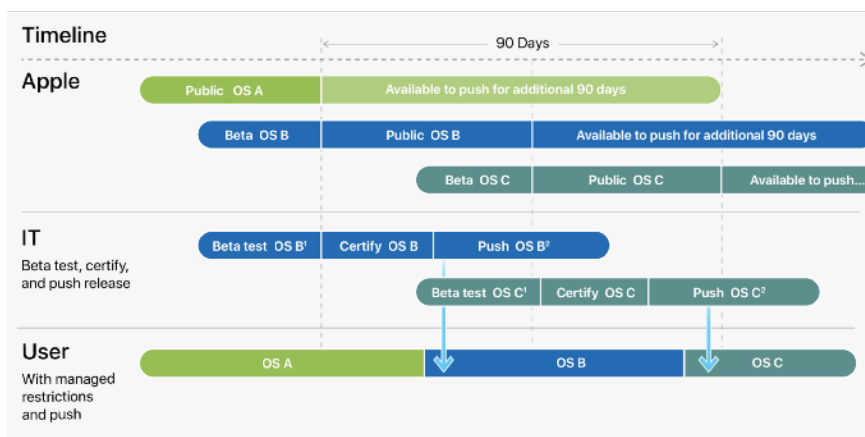 Timeline
90 Days
Apple
Public OS A
Available to push for additional 90 days
Beta OS B
Public OS B
Available to push for additional 90 days
Beta OS C
Public OS C
Available to push...
IT
Beta test, certify,
and push release
Beta test OS B¹
Certify OS B
Push OS B²
Beta test OS C¹
Certify OS C
Push OS C²
User
With managed
restrictions
and push
OS A
OS B
OS C